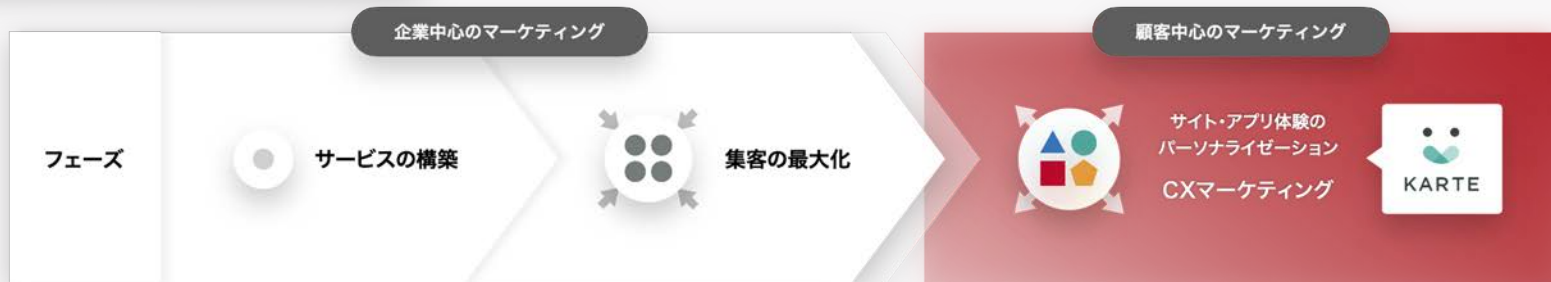 企業中心のマーケティング
顧客中心のマーケティング
フェーズ
サービスの構築
集客の最大化
サイト・アプリ体験の
パーソナライゼーション
CXマーケティング
KARTE